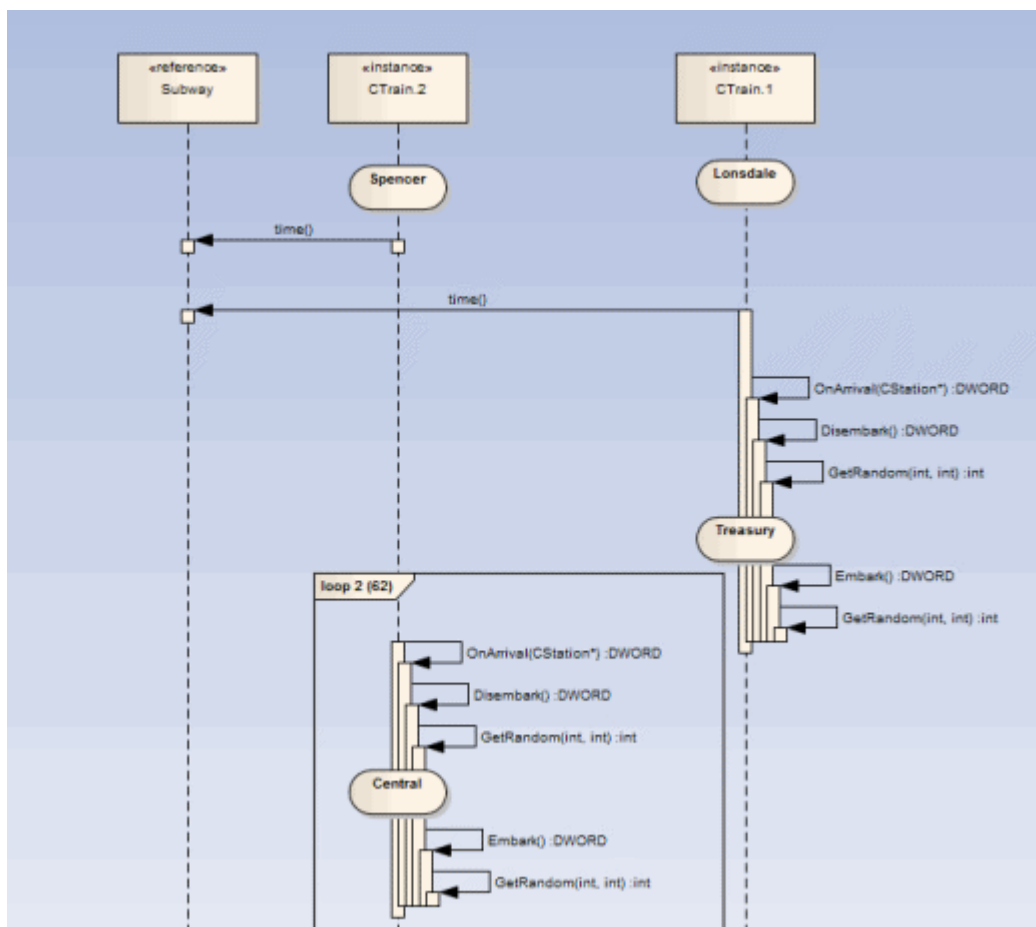 «reference»
Subway
«instance»
CTrain.2
«instance»
CTrain.1
Spencer
Lonsdale
time()
time()
OnArrival(CStation*) :DWORD
Disembark() :DWORD
GetRandom(int, int) :int
Treasury
Embark() :DWORD
GetRandom(int, int) :int
loop 2 (62)
OnArrival(CStation*) :DWORD
Disembark() :DWORD
GetRandom(int, int) :int
Central
Embark() :DWORD
GetRandom(int, int) :int